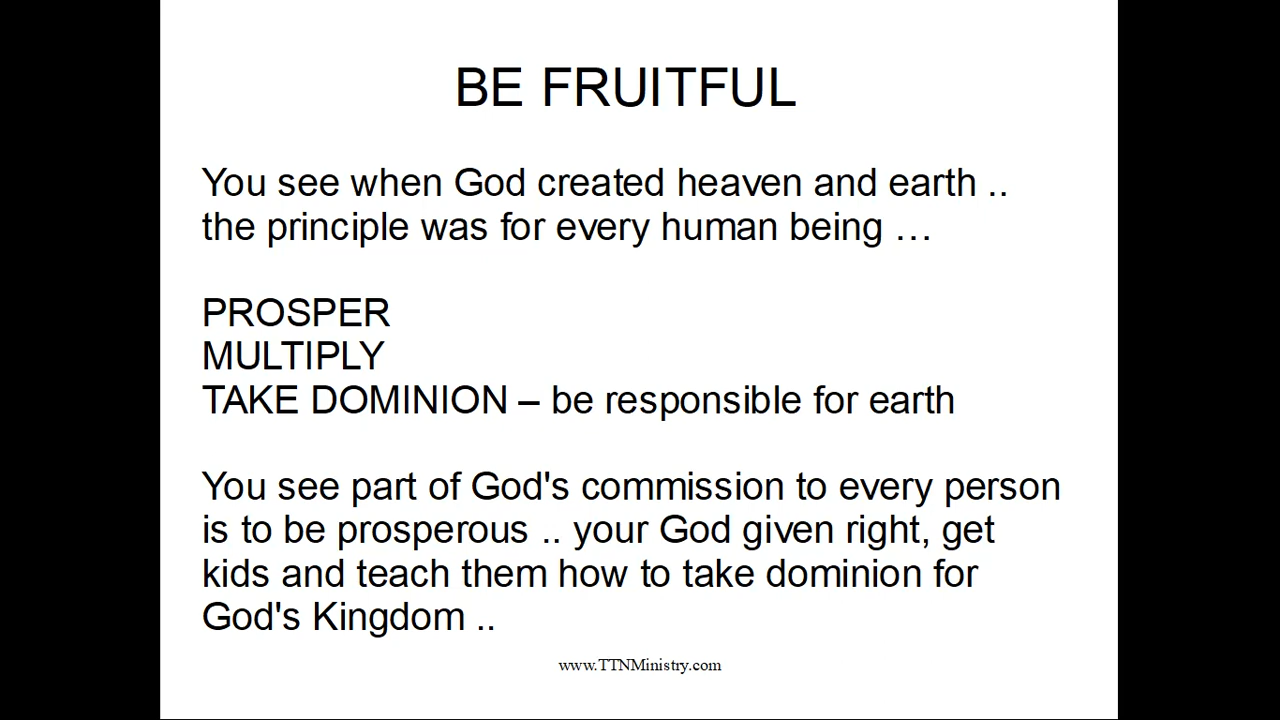 BE FRUITFUL
You see when God created heaven and earth ..
the principle was for every human being …
PROSPER
MULTIPLY
TAKE DOMINION – be responsible for earth
You see part of God's commission to every person
is to be prosperous .. your God given right, get
kids and teach them how to take dominion for
God's Kingdom ..
www.TTNMinistry.com